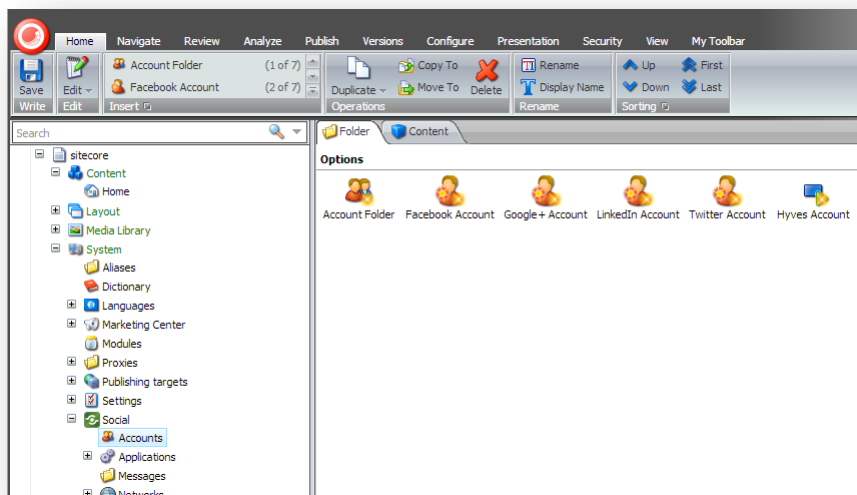 Home Navigate Review Analyze Publish Versions Configure Presentation Security View My Toolbar
Account Folder (1 of 7)
Facebook Account (2 of 7)
Save Edit Duplicate Copy To Move To Delete Rename Display Name Up Down First Last
Write Edit Insert Operations Rename Sorting
Search
Folder Content
Options
Account Folder Facebook Account Google+ Account LinkedIn Account Twitter Account Hyves Account
sitecore
Content
Home
Layout
Media Library
System
Aliases
Dictionary
Languages
Marketing Center
Modules
Proxies
Publishing targets
Settings
Social
Accounts
Applications
Messages
Networks